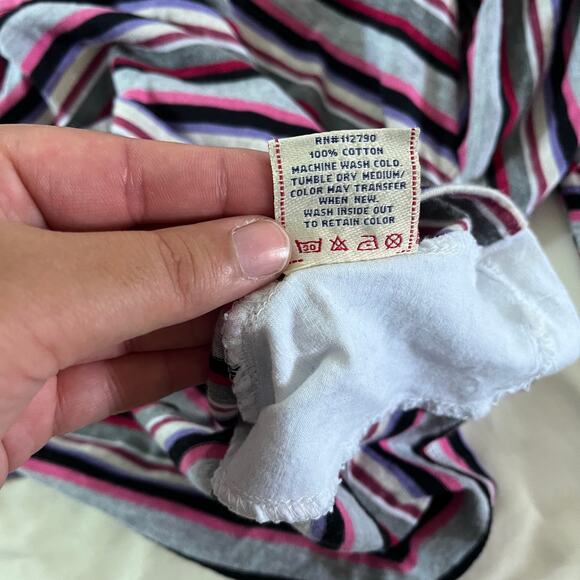 RN#112790
100% COTTON
MACHINE WASH COLD.
TUMBLE DRY MEDIUM/
COLOR MAY TRANSFER
WHEN NEW.
WASH INSIDE OUT
TO RETAIN COLOR
30